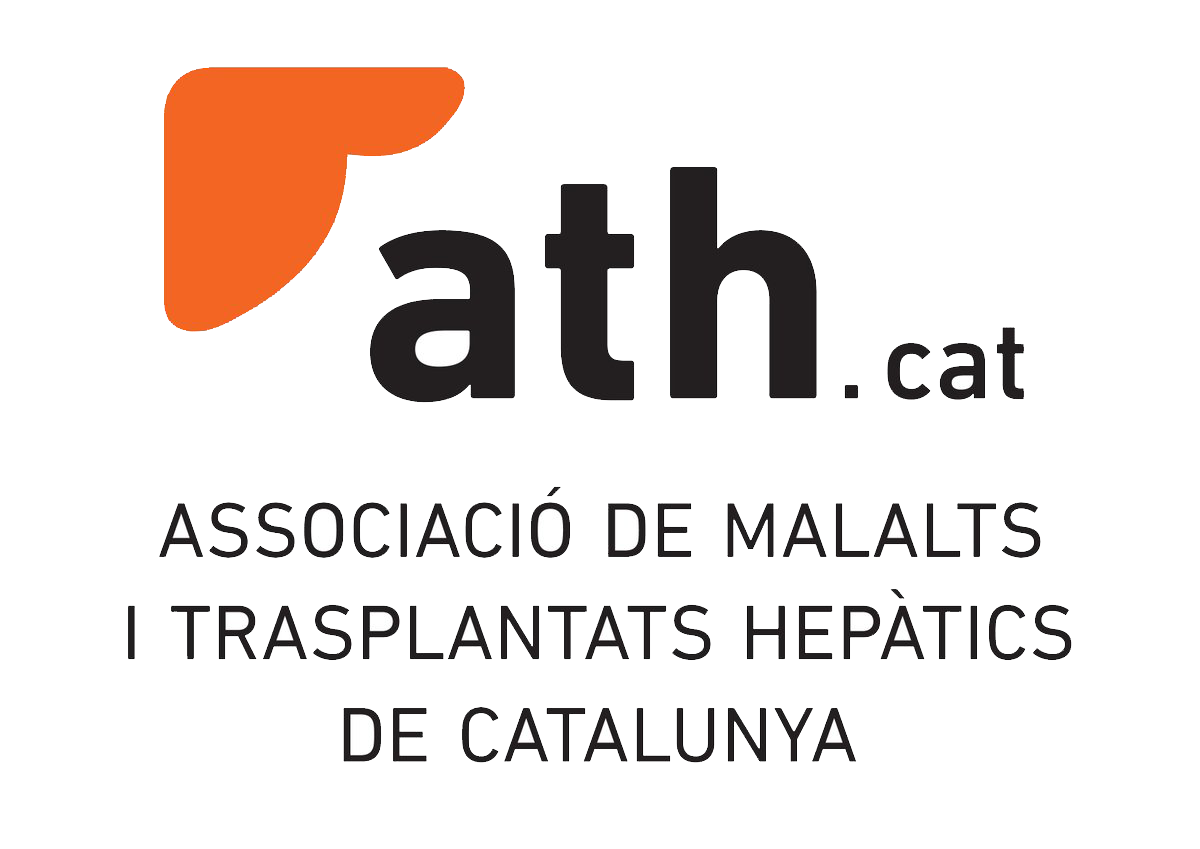 ath.cat
ASSOCIACIÓ DE MALALTS
I TRASPLANTATS HEPÀTICS
DE CATALUNYA